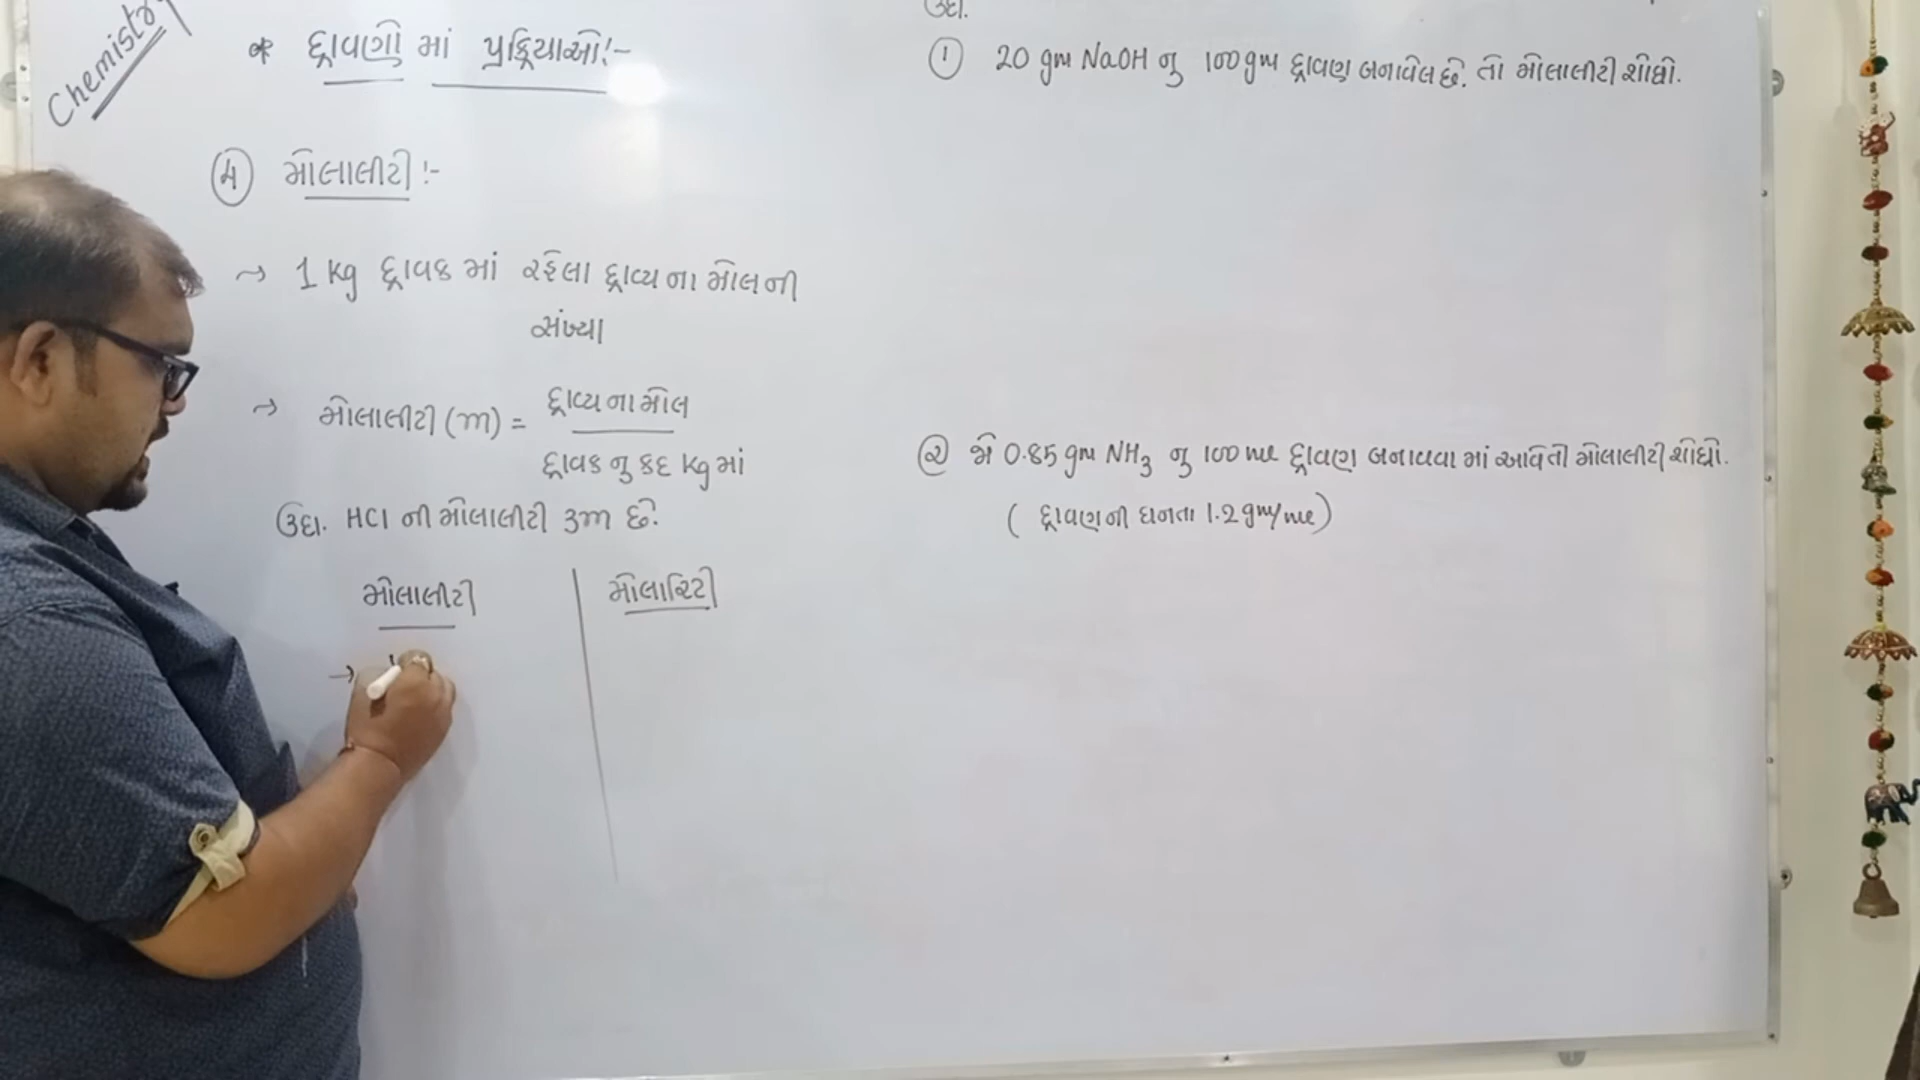 Chemistry
* દ્રાવણો માં પ્રક્રિયાઓ:-
૪ મોલાલીટી :-
→ 1 kg દ્રાવક માં રહેલા દ્રાવ્ય ના મોલ ની
સંખ્યા
→ મોલાલીટી (m) = દ્રાવ્ય ના મોલ
દ્રાવક નુ કદ kg માં
ઉદા. HCl ની મોલાલીટી 3m છે.
મોલાલીટી | મોલારિટી
→
ઉદા.
① 20 gm NaOH નુ 100 gm દ્રાવણ બનાવેલ છે. તો મોલાલીટી શોધો.
② જો 0.85 gm NH3 નુ 100 ml દ્રાવણ બનાવવા માં આવે તો મોલાલીટી શોધો.
( દ્રાવણ ની ઘનતા 1.2 gm/ml )